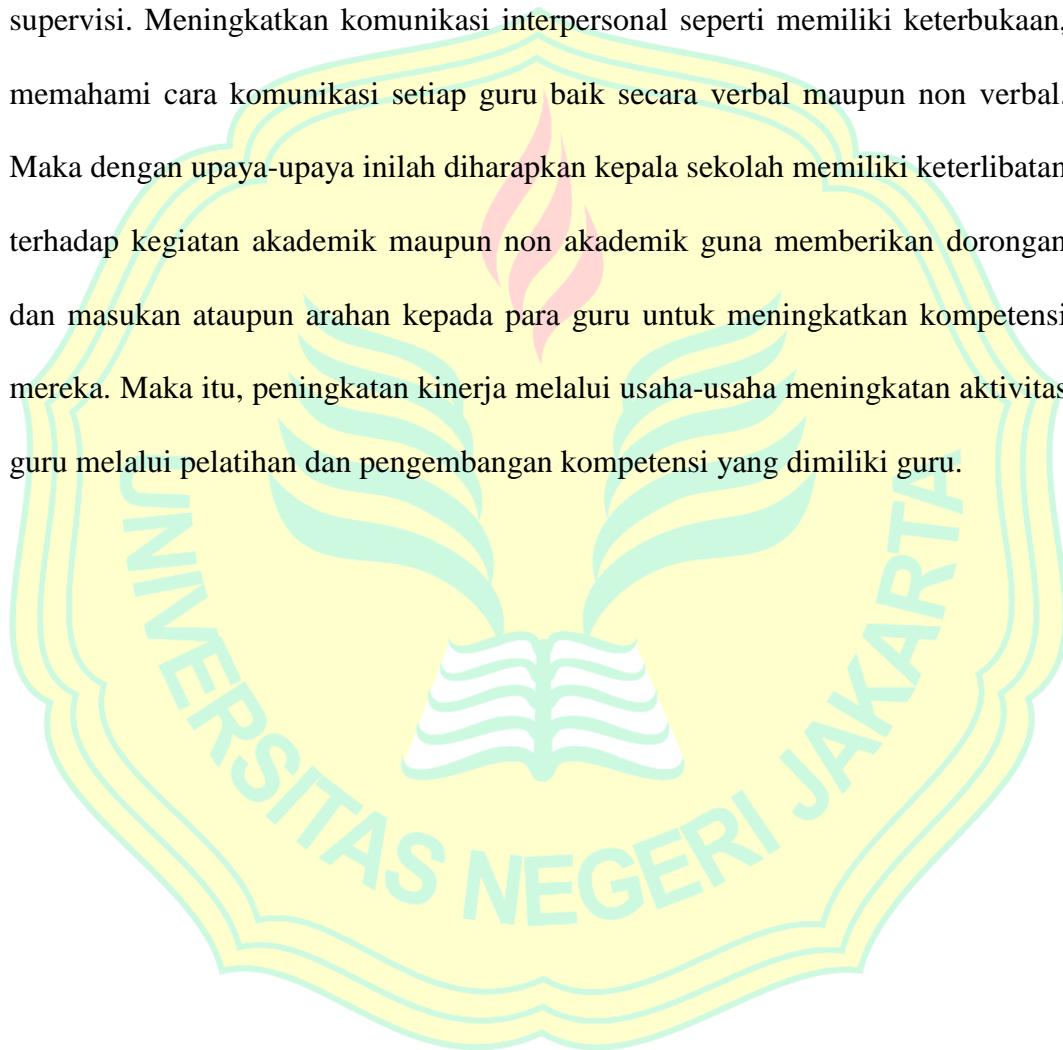 supervisi. Meningkatkan komunikasi interpersonal seperti memiliki keterbukaan,
memahami cara komunikasi setiap guru baik secara verbal maupun non verbal.
Maka dengan upaya-upaya inilah diharapkan kepala sekolah memiliki keterlibatan
terhadap kegiatan akademik maupun non akademik guna memberikan dorongan
dan masukan ataupun arahan kepada para guru untuk meningkatkan kompetensi
mereka. Maka itu, peningkatan kinerja melalui usaha-usaha meningkatan aktivitas
guru melalui pelatihan dan pengembangan kompetensi yang dimiliki guru.
UNIVERSITAS NEGERI JAKARTA